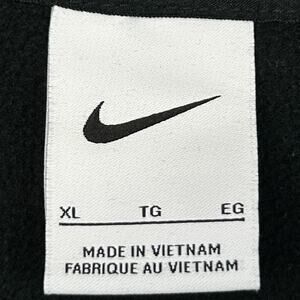 XL TG EG
MADE IN VIETNAM
FABRIQUE AU VIETNAM